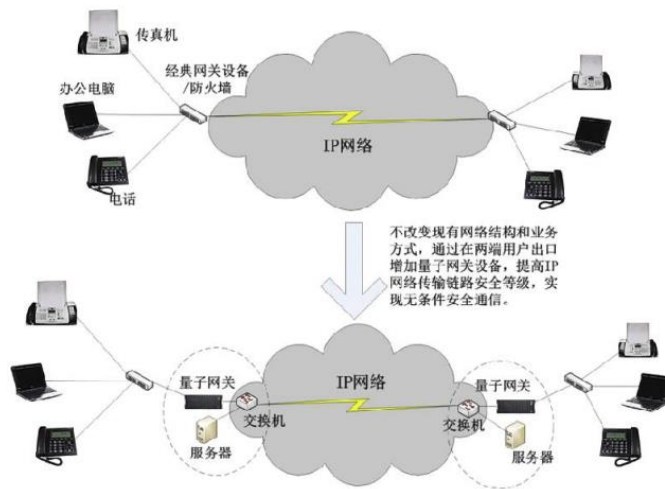 传真机
经典网关设备
/防火墙
办公电脑
IP网络
电话
不改变现有网络结构和业务
方式，通过在两端用户出口
增加量子网关设备，提高IP
网络传输链路安全等级，实
现无条件安全通信。
量子网关
IP网络
量子网关
交换机
交换机
服务器
服务器